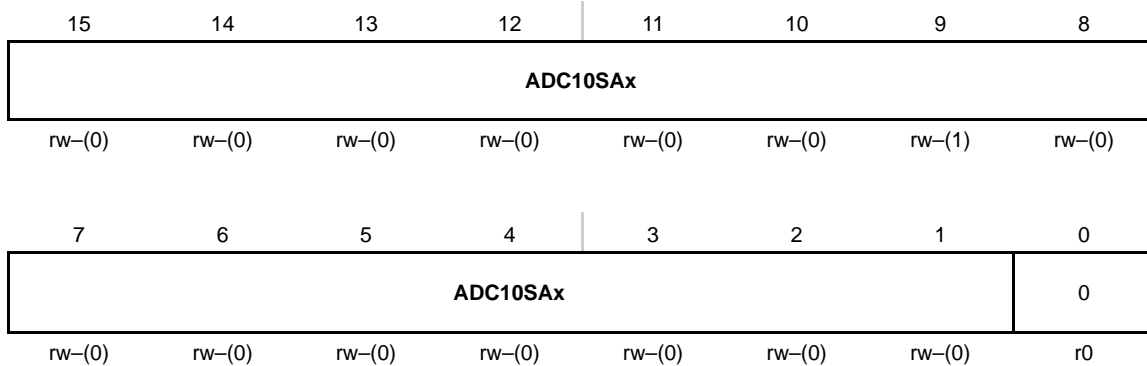 15 14 13 12 11 10 9 8
ADC10SAx
rw–(0) rw–(0) rw–(0) rw–(0) rw–(0) rw–(0) rw–(1) rw–(0)
7 6 5 4 3 2 1 0
ADC10SAx 0
rw–(0) rw–(0) rw–(0) rw–(0) rw–(0) rw–(0) rw–(0) r0